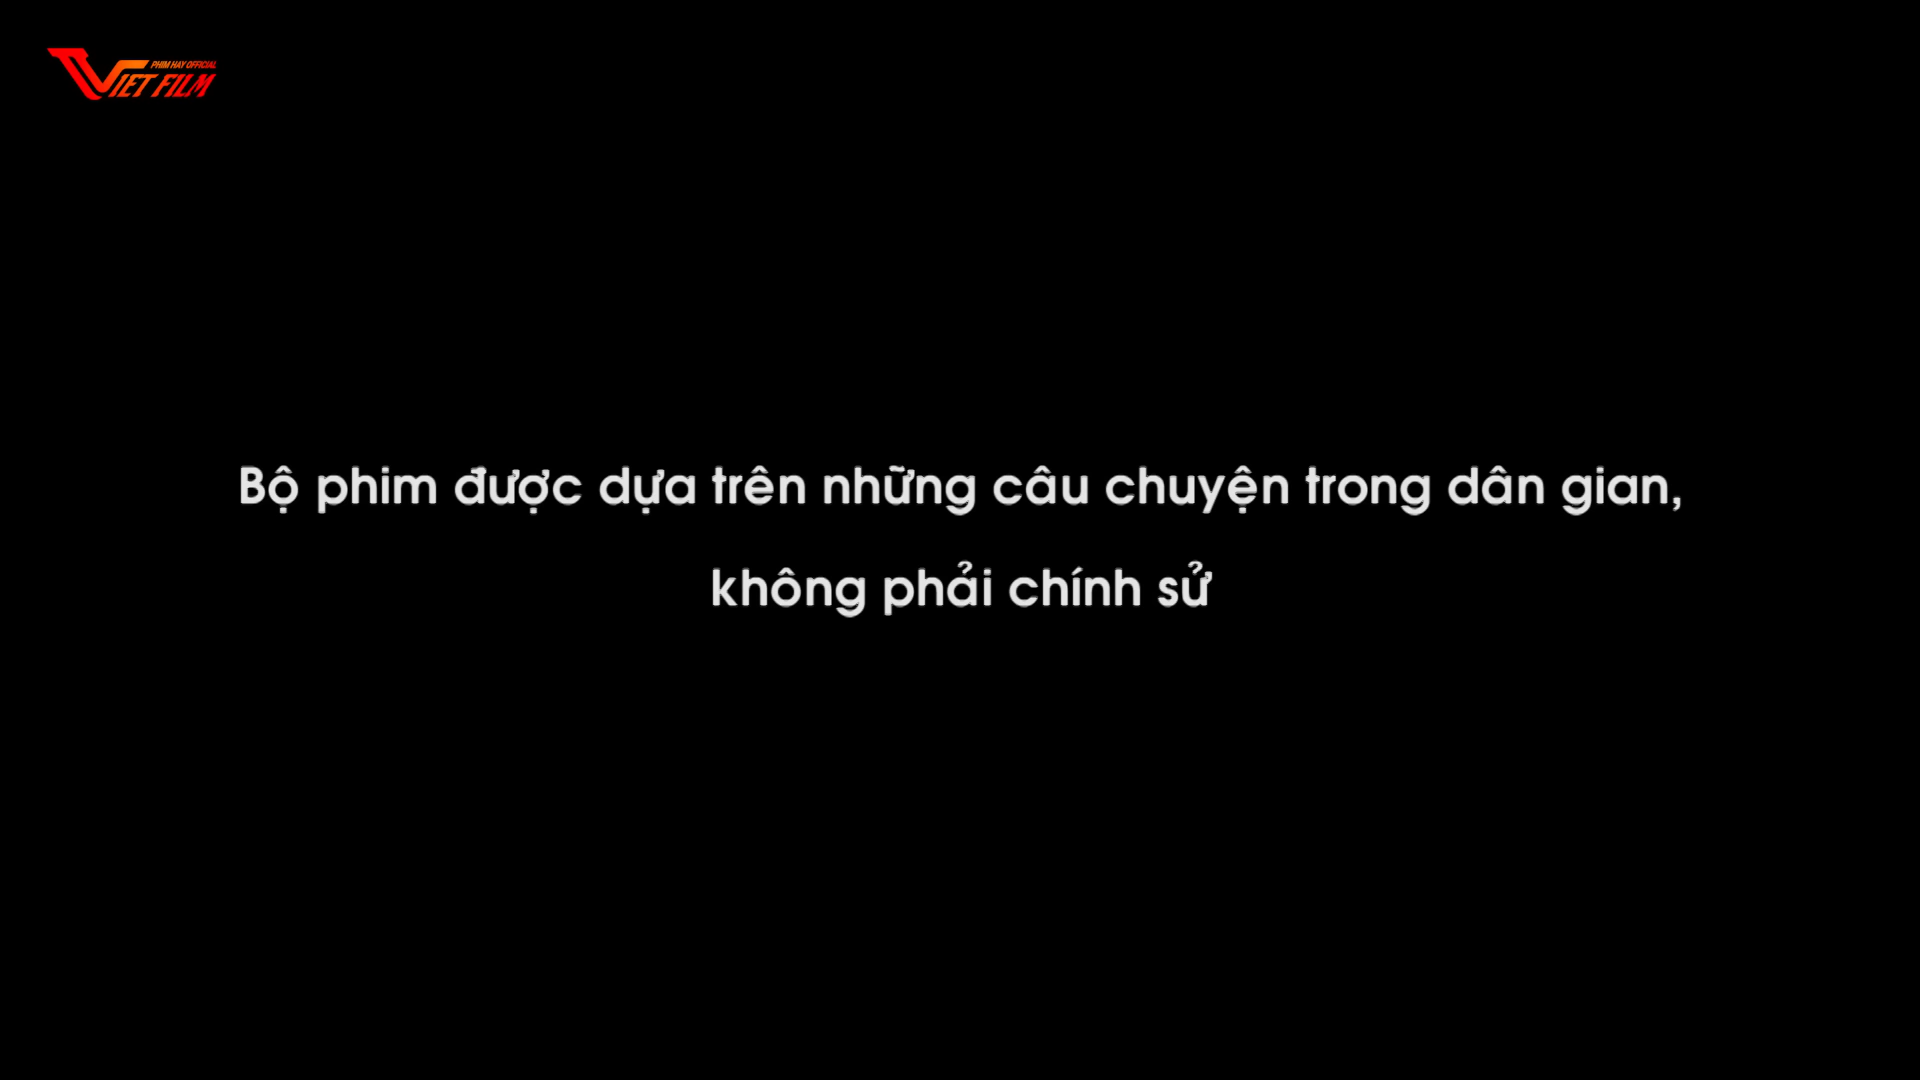 PHIM HAY OFFICIAL
VIET FILM
Bộ phim được dựa trên những câu chuyện trong dân gian,
không phải chính sử